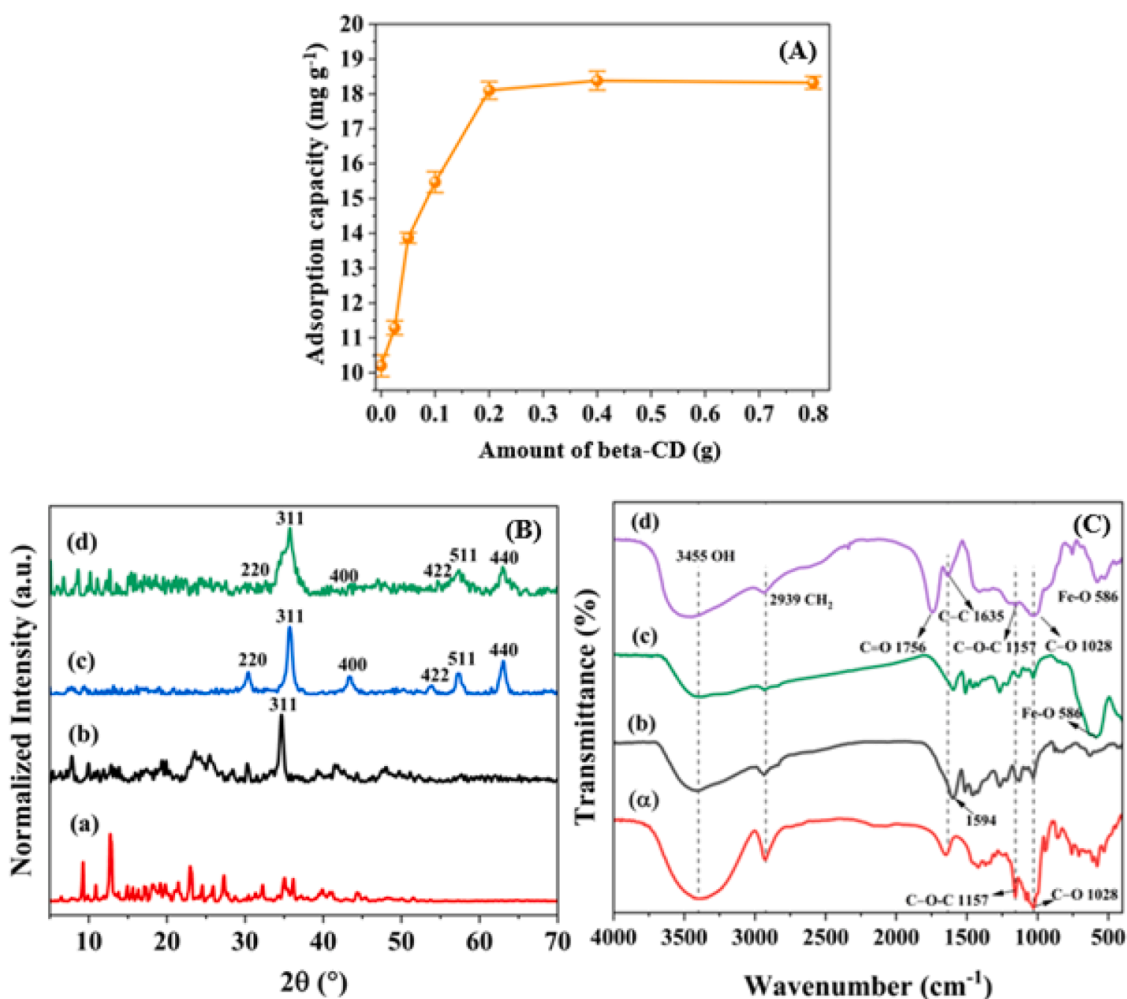 (A)
Adsorption capacity (mg g⁻¹)
20
19
18
17
16
15
14
13
12
11
10
0.0 0.1 0.2 0.3 0.4 0.5 0.6 0.7 0.8
Amount of beta-CD (g)
(B)
Normalized Intensity (a.u.)
(d)
220
311
400
422
511
440
(c)
220
311
400
422
511
440
(b)
311
(a)
10 20 30 40 50 60 70
2θ (°)
(C)
Transmittance (%)
(d)
3455 OH
2939 CH₂
C=O 1756
C−C 1635
C−O-C 1157
C−O 1028
Fe-O 586
(c)
Fe-O 586
(b)
1594
(α)
C−O-C 1157
C−O 1028
4000 3500 3000 2500 2000 1500 1000 500
Wavenumber (cm⁻¹)